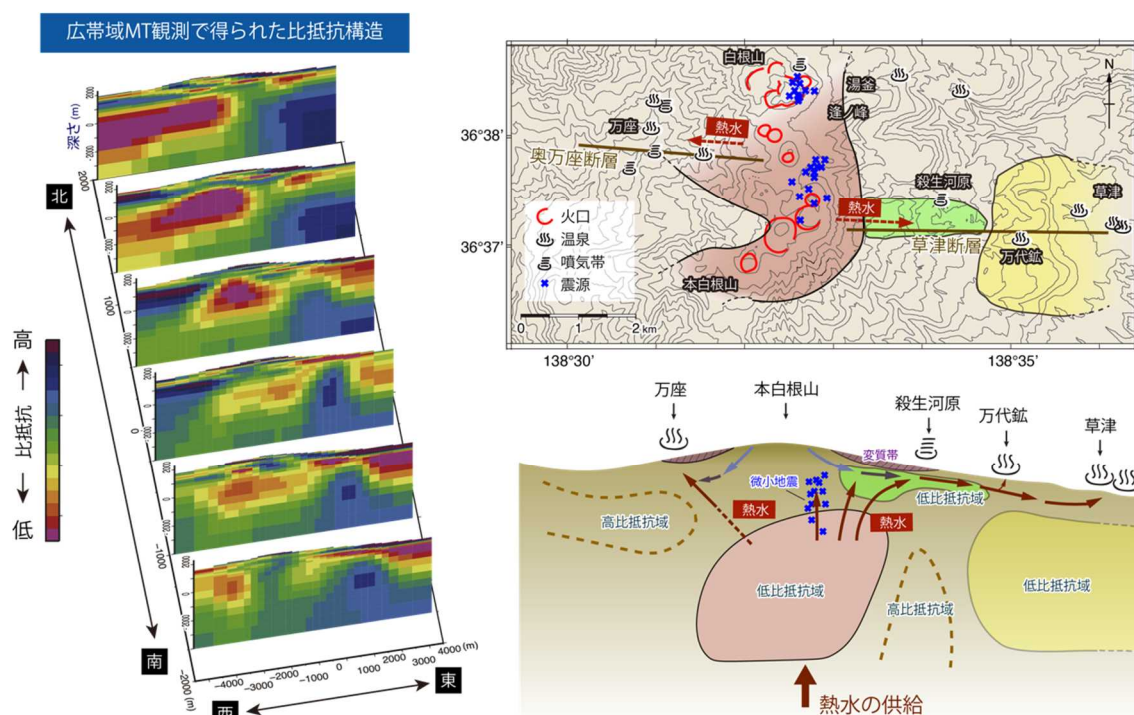 広帯域MT観測で得られた比抵抗構造
深さ(m)
北
2000
1000
0
-1000
-2000
(m)
南
西
東
-4000
-3000
-2000
-1000
0
1000
2000
3000
4000 (m)
高
比抵抗
低
白根山
湯釜
逢ノ峰
N
36°38'
万座
熱水
奥万座断層
殺生河原
草津
熱水
36°37'
草津断層
万代鉱
本白根山
火口
温泉
噴気帯
震源
0 1 2 km
138°30'
138°35'
万座
本白根山
殺生河原
万代鉱
草津
変質帯
微小地震
低比抵抗域
熱水
熱水
高比抵抗域
低比抵抗域
高比抵抗域
低比抵抗域
熱水の供給